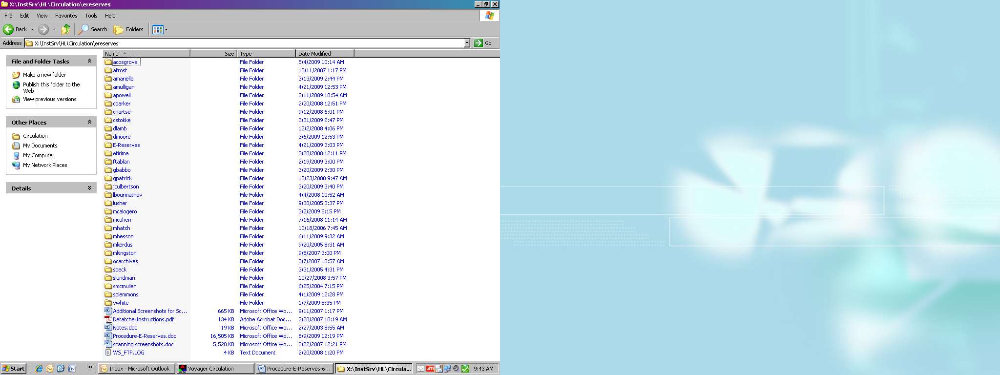 X:\InstSrv\HL\Circulation\ereserves
File Edit View Favorites Tools Help
Back Search Folders
Address X:\InstSrv\HL\Circulation\ereserves Go
File and Folder Tasks
Make a new folder
Publish this folder to the
Web
View previous versions
Other Places
Circulation
My Documents
My Computer
My Network Places
Details
Name Size Type Date Modified
acosgrove File Folder 5/4/2009 10:14 AM
afrost File Folder 10/11/2007 1:17 PM
amariella File Folder 3/13/2009 2:44 PM
amulligan File Folder 4/21/2009 12:53 PM
apowell File Folder 2/11/2009 10:54 AM
cbarker File Folder 2/20/2008 12:51 PM
chartse File Folder 9/12/2008 6:01 PM
cstokke File Folder 3/31/2009 2:47 PM
dlamb File Folder 12/2/2008 4:06 PM
dmoore File Folder 3/6/2009 12:53 PM
E-Reserves File Folder 4/21/2009 3:03 PM
etirima File Folder 3/20/2008 12:11 PM
ftablan File Folder 2/19/2009 3:00 PM
gbabbo File Folder 3/20/2009 2:30 PM
gpatrick File Folder 10/23/2008 9:47 AM
jculbertson File Folder 3/20/2009 3:40 PM
lbourmatnov File Folder 4/4/2008 10:52 AM
lusher File Folder 9/30/2005 3:37 PM
mcalogero File Folder 3/2/2009 5:15 PM
mcohen File Folder 7/16/2008 11:14 AM
mhatch File Folder 10/18/2006 7:45 AM
mhesson File Folder 6/11/2009 9:32 AM
mkerdus File Folder 9/20/2005 8:31 AM
mkingston File Folder 9/5/2007 3:00 PM
ocarchives File Folder 3/7/2007 10:57 AM
sbeck File Folder 3/31/2005 4:31 PM
slundman File Folder 10/27/2008 3:57 PM
smcmullen File Folder 6/25/2004 7:15 PM
splemmons File Folder 4/1/2009 12:28 PM
vwhite File Folder 1/7/2009 5:35 PM
Additional Screenshots for Sc... 665 KB Microsoft Office Wo... 9/11/2007 1:17 PM
DetatcherInstructions.pdf 134 KB Adobe Acrobat Doc... 2/20/2007 10:19 AM
Notes.doc 19 KB Microsoft Office Wo... 2/27/2003 8:55 AM
Procedure-E-Reserves.doc 16,505 KB Microsoft Office Wo... 6/9/2009 12:19 PM
scanning screenshots.doc 5,520 KB Microsoft Office Wo... 2/22/2007 12:21 PM
WS_FTP.LOG 4 KB Text Document 2/20/2008 1:20 PM
Start Inbox - Microsoft Outlook Voyager Circulation Procedure-E-Reserves-6... X:\InstSrv\HL\Circula... ATI 9:43 AM